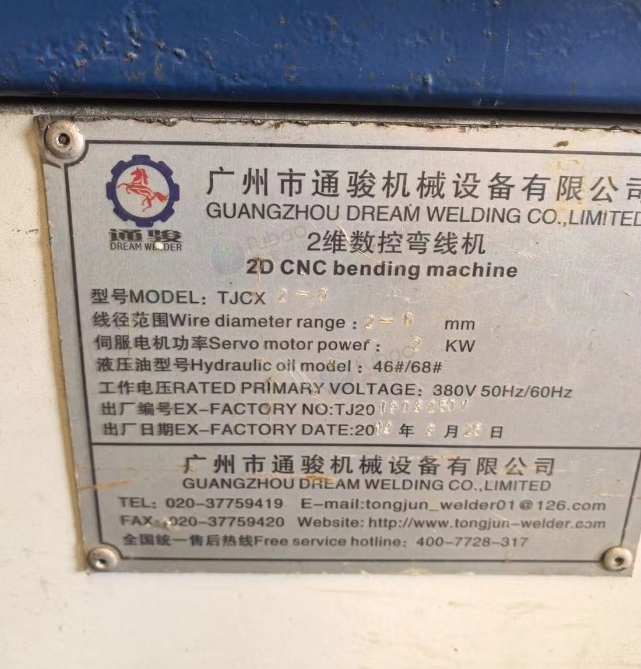 通骏
DREAM WELDER
广州市通骏机械设备有限公司
GUANGZHOU DREAM WELDING CO.,LIMITED
2维数控弯线机
2D CNC bending machine
型号MODEL: TJCX 2-6
线径范围Wire diameter range : 2-6 mm
伺服电机功率Servo motor power : KW
液压油型号Hydraulic oil model : 46#/68#
工作电压RATED PRIMARY VOLTAGE: 380V 50Hz/60Hz
出厂编号EX-FACTORY NO:TJ20
出厂日期EX-FACTORY DATE:20 年 月 日
广州市通骏机械设备有限公司
GUANGZHOU DREAM WELDING CO.,LIMITED
TEL: 020-37759419 E-mail:tongjun_welder01@126.com
FAX: 020-37759420 Website: http://www.tongjun-welder.com
全国统一售后热线Free service hotline: 400-7728-317